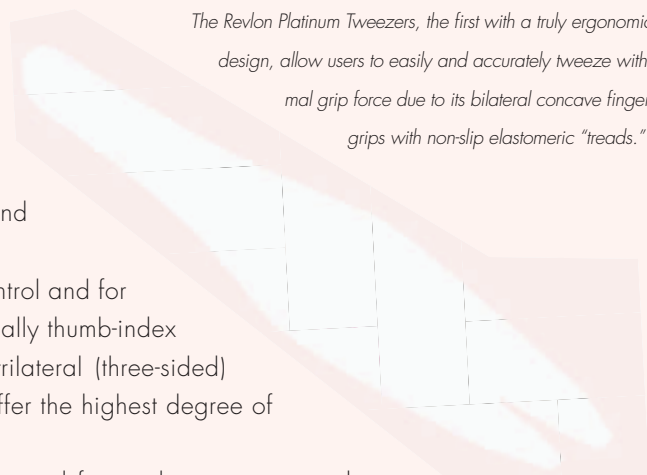 The Revlon Platinum Tweezers, the first with a truly ergonomic
design, allow users to easily and accurately tweeze with
mal grip force due to its bilateral concave finger
grips with non-slip elastomeric “treads.”
nd
ntrol and for
ally thumb-index
rilateral (three-sided)
ffer the highest degree of